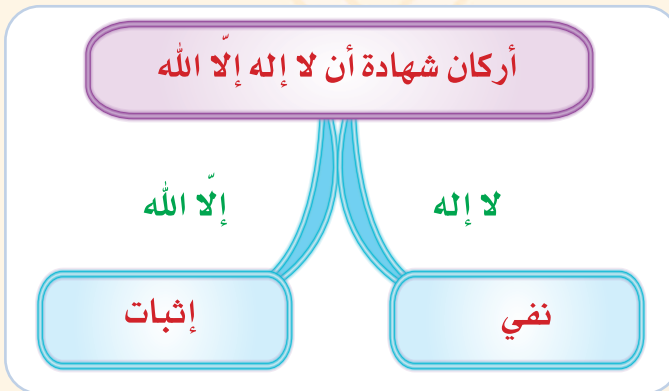 أركان شهادة أن لا إله إلّا الله
لا إله
إلّا الله
نفي
إثبات